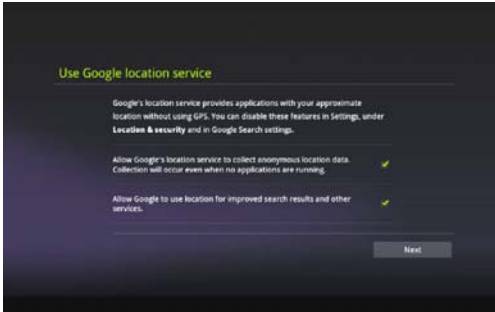 Use Google location service
Google's location service provides applications with your approximate
location without using GPS. You can disable these features in Settings, under
Location & security and in Google Search settings.
Allow Google's location service to collect anonymous location data.
Collection will occur even when no applications are running.
Allow Google to use location for improved search results and other
services.
Next